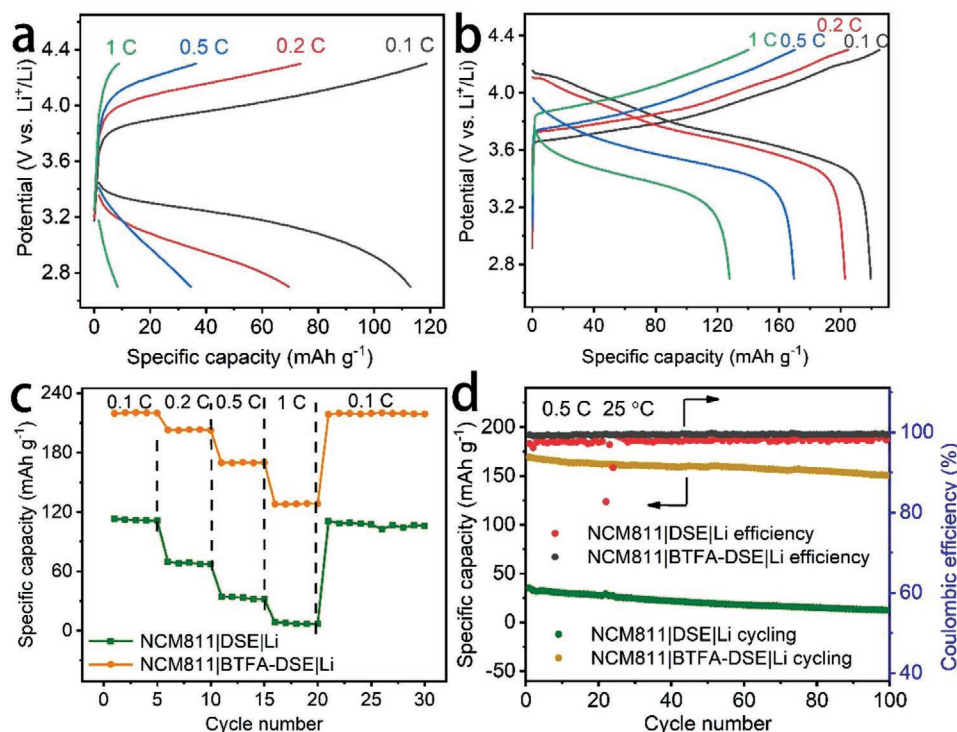 a
1 C 0.5 C 0.2 C 0.1 C
4.4
4.0
3.6
3.2
2.8
Potential (V vs. Li⁺/Li)
0 20 40 60 80 100 120
Specific capacity (mAh g⁻¹)
b
1 C 0.5 C 0.2 C 0.1 C
4.4
4.0
3.6
3.2
2.8
Potential (V vs. Li⁺/Li)
0 40 80 120 160 200
Specific capacity (mAh g⁻¹)
c
0.1 C 0.2 C 0.5 C 1 C 0.1 C
240
180
120
60
0
Specific capacity (mAh g⁻¹)
NCM811|DSE|Li
NCM811|BTFA-DSE|Li
0 5 10 15 20 25 30
Cycle number
d
0.5 C 25 °C
200
150
100
50
0
-50
Specific capacity (mAh g⁻¹)
NCM811|DSE|Li efficiency
NCM811|BTFA-DSE|Li efficiency
NCM811|DSE|Li cycling
NCM811|BTFA-DSE|Li cycling
100
80
60
40
Coulombic efficiency (%)
0 20 40 60 80 100
Cycle number